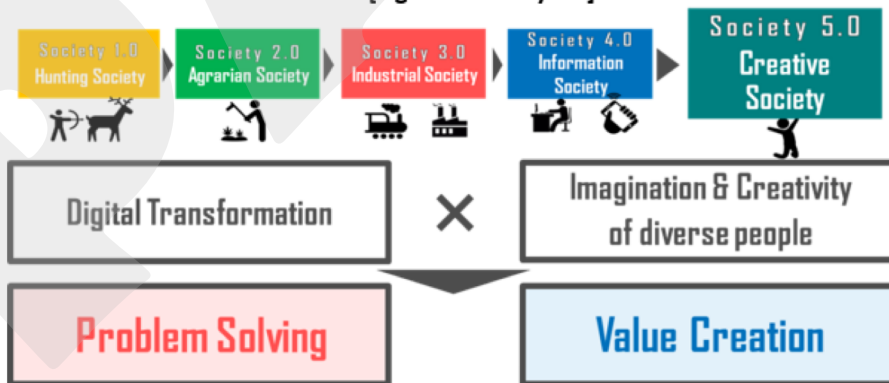 Society 1.0
Hunting Society
Society 2.0
Agrarian Society
Society 3.0
Industrial Society
Society 4.0
Information
Society
Society 5.0
Creative
Society
Digital Transformation
×
Imagination & Creativity
of diverse people
Problem Solving
Value Creation